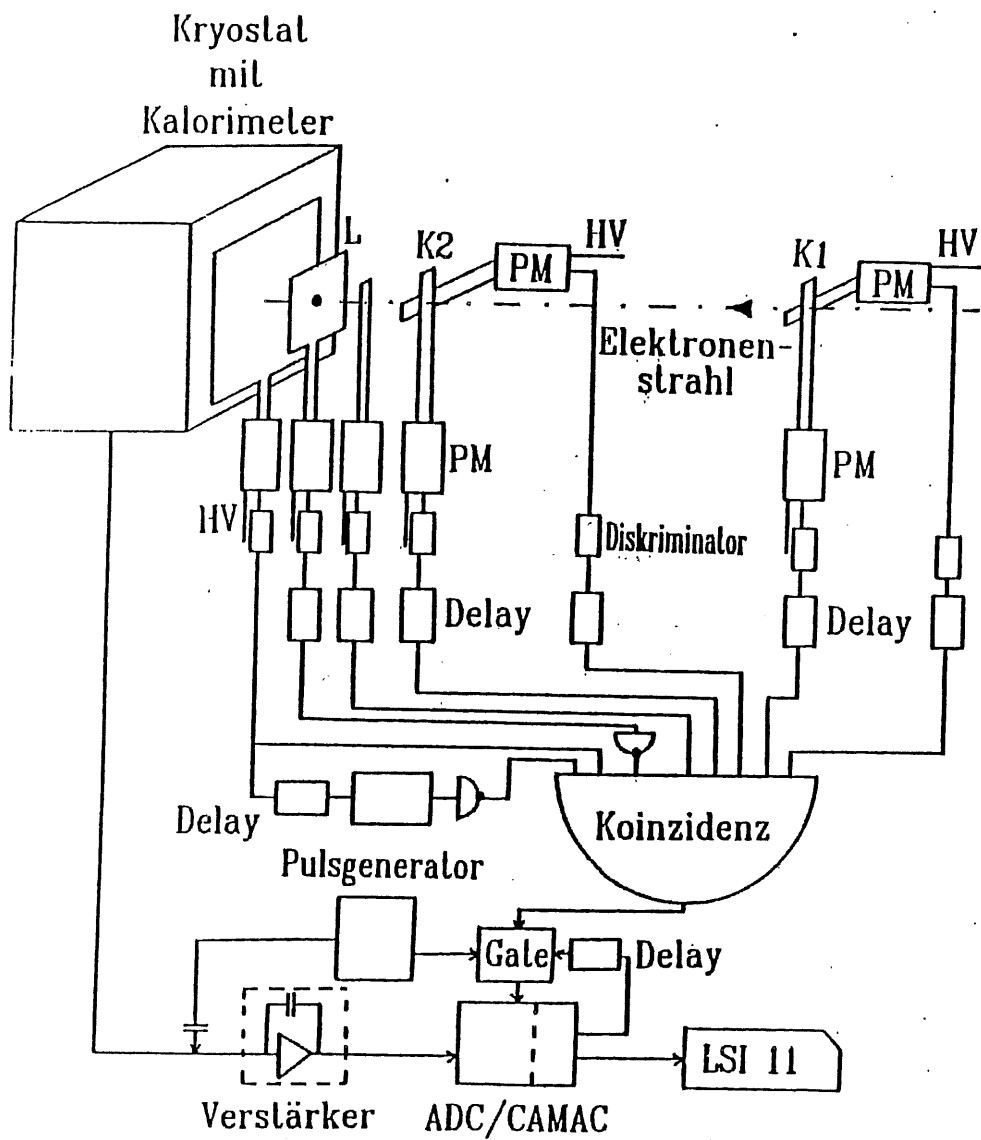 Kryostat
mit
Kalorimeter
L
K2
PM
HV
K1
PM
HV
Elektronen-
strahl
PM
PM
HV
Diskriminator
Delay
Delay
Koinzidenz
Delay
Pulsgenerator
Gate
Delay
LSI 11
Verstärker
ADC/CAMAC